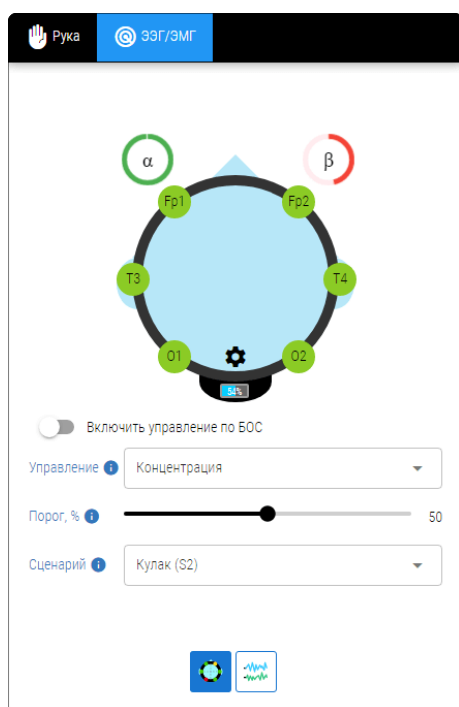 Рука ЭЭГ/ЭМГ
α β
Fp1 Fp2
T3 T4
O1 O2
54%
Включить управление по БОС
Управление Концентрация
Порог, % 50
Сценарий Кулак (S2)